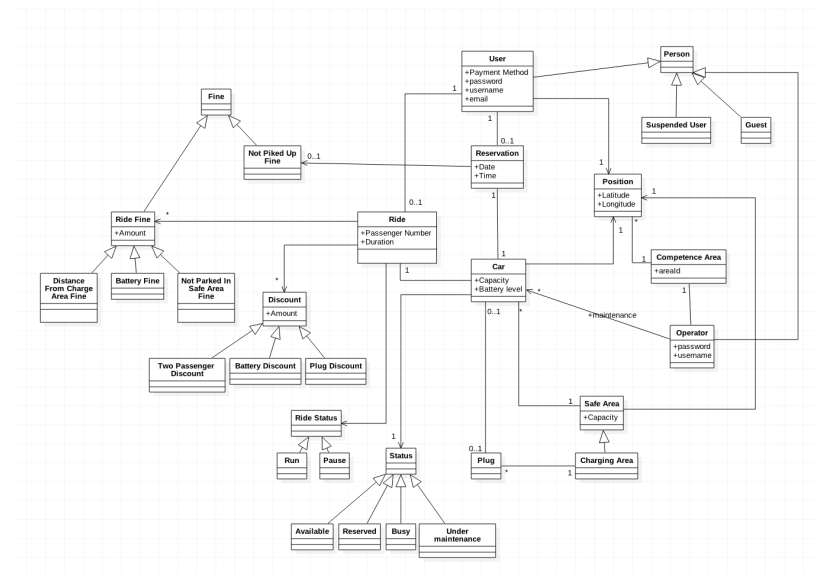 Person
User
+Payment Method
+password
+username
+email
Fine
1
1
Suspended User
Guest
0..1
Not Piked Up
Fine
0..1
Reservation
+Date
+Time
1
Position
+Latitude
+Longitude
1
1
*
0..1
*
Ride Fine
+Amount
Ride
+Passenger Number
+Duration
1
1
1
Competence Area
+areaId
1
Distance
From Charge
Area Fine
Battery Fine
Not Parked In
Safe Area
Fine
*
Discount
+Amount
1
Car
+Capacity
+Battery level
*
0..1
*
+maintenance
1
Operator
+password
+username
Two Passenger
Discount
Battery Discount
Plug Discount
1
Safe Area
+Capacity
Ride Status
1
Run
Pause
Status
0..1
Plug
*
1
Charging Area
Available
Reserved
Busy
Under
maintenance